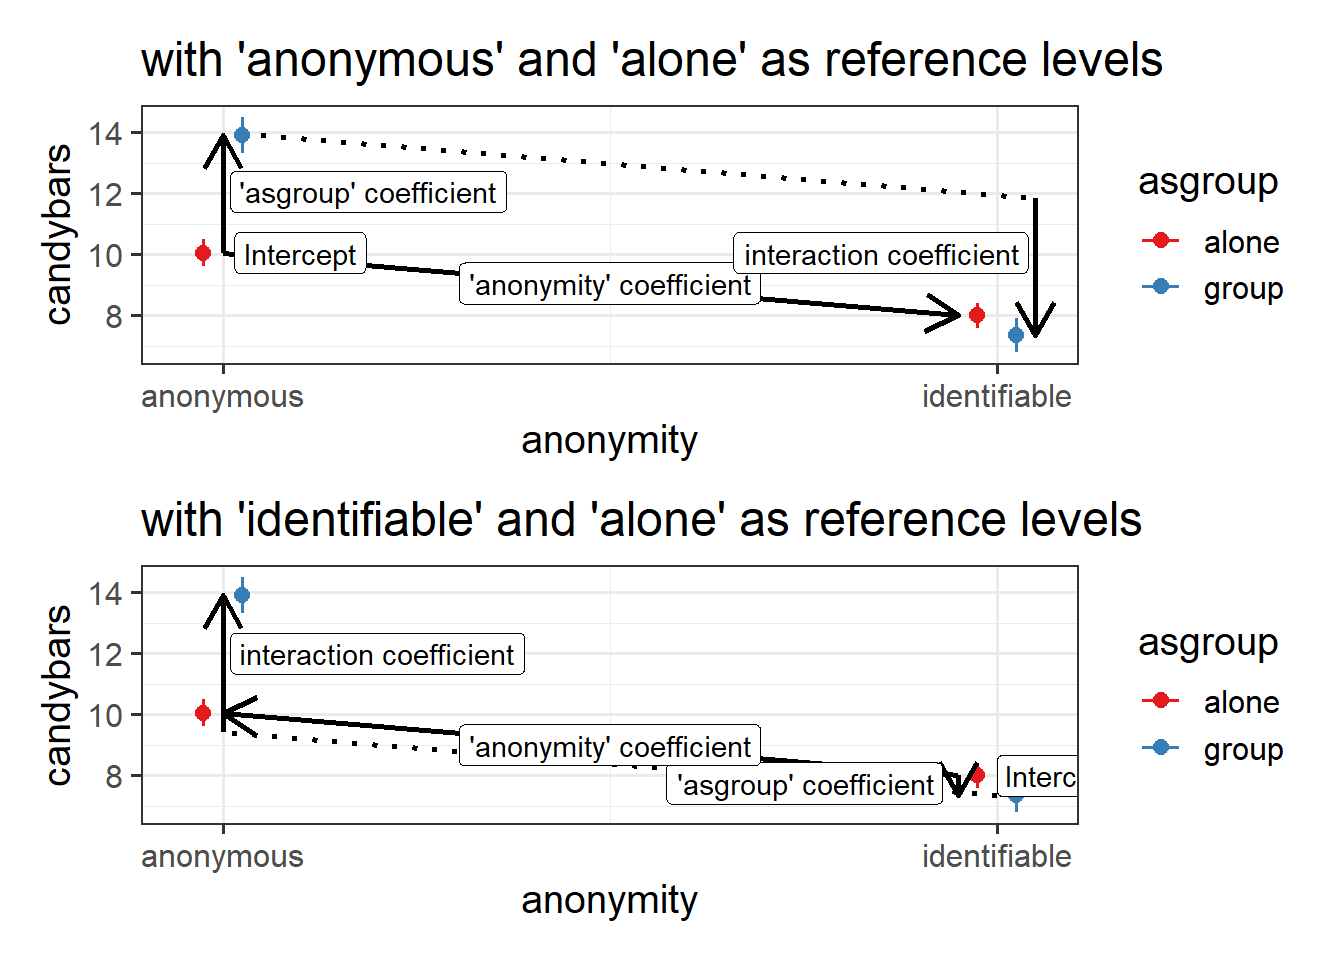 with 'anonymous' and 'alone' as reference levels
candybars
14
12
10
8
'asgroup' coefficient
Intercept
interaction coefficient
'anonymity' coefficient
anonymous
identifiable
anonymity
asgroup
alone
group
with 'identifiable' and 'alone' as reference levels
candybars
14
12
10
8
interaction coefficient
'anonymity' coefficient
'asgroup' coefficient
Interc
anonymous
identifiable
anonymity
asgroup
alone
group